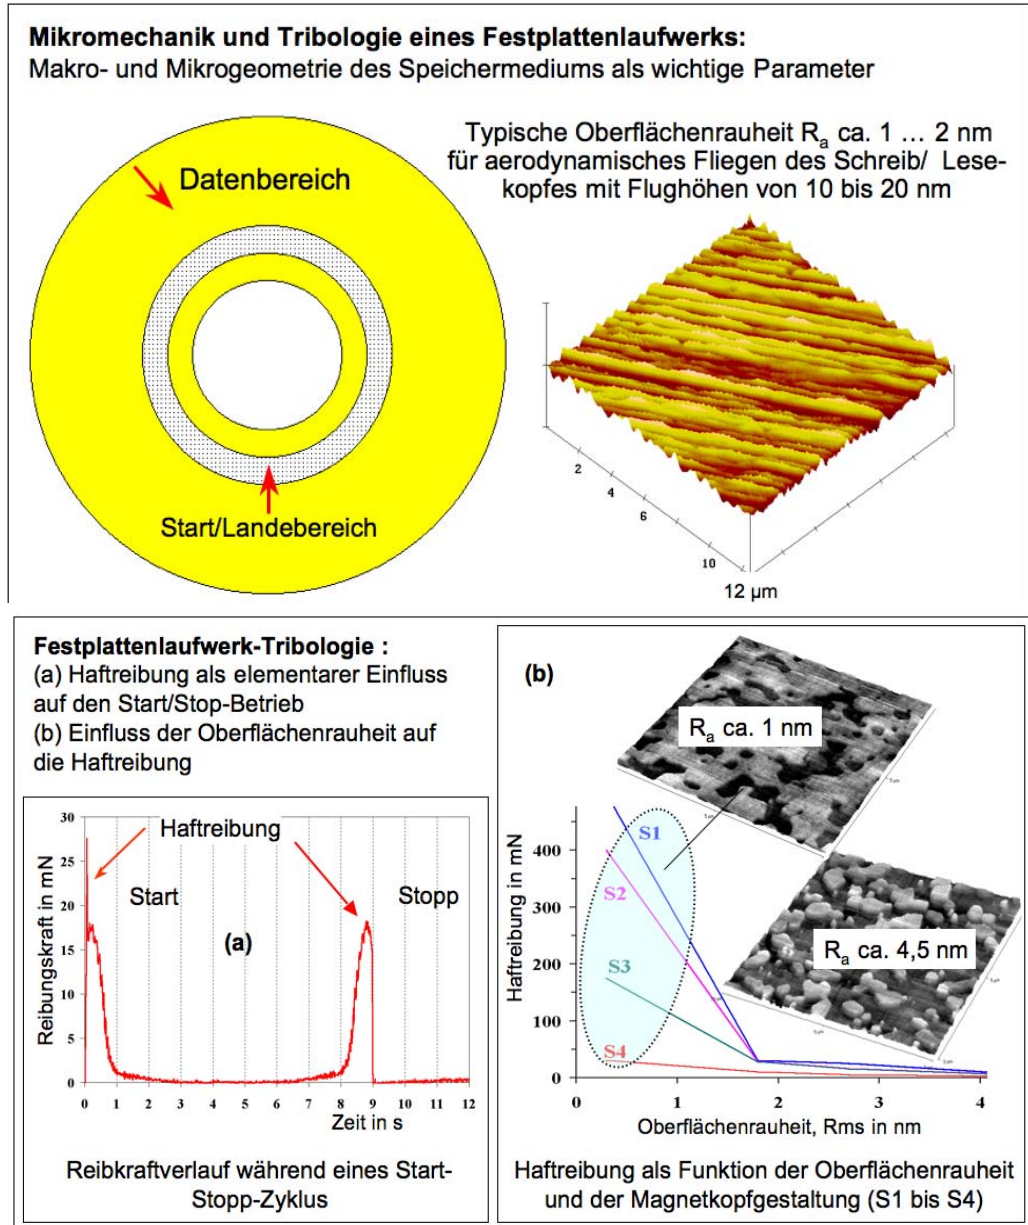 Mikromechanik und Tribologie eines Festplattenlaufwerks:
Makro- und Mikrogeometrie des Speichermediums als wichtige Parameter
Datenbereich
Start/Landebereich
Typische Oberflächenrauheit Ra ca. 1 … 2 nm
für aerodynamisches Fliegen des Schreib/ Lese-
kopfes mit Flughöhen von 10 bis 20 nm
2
4
6
10
12 µm
Festplattenlaufwerk-Tribologie :
(a) Haftreibung als elementarer Einfluss
auf den Start/Stop-Betrieb
(b) Einfluss der Oberflächenrauheit auf
die Haftreibung
Reibungskraft in mN
30
25
20
15
10
5
0
Haftreibung
Start
Stopp
(a)
0 1 2 3 4 5 6 7 8 9 10 11 12
Zeit in s
Reibkraftverlauf während eines Start-
Stopp-Zyklus
(b)
Ra ca. 1 nm
Ra ca. 4,5 nm
Haftreibung in mN
400
300
200
100
0
S1
S2
S3
S4
0 1 2 3 4
Oberflächenrauheit, Rms in nm
Haftreibung als Funktion der Oberflächenrauheit
und der Magnetkopfgestaltung (S1 bis S4)